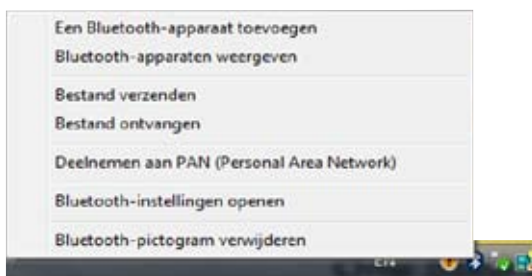 Een Bluetooth-apparaat toevoegen
Bluetooth-apparaten weergeven
Bestand verzenden
Bestand ontvangen
Deelnemen aan PAN (Personal Area Network)
Bluetooth-instellingen openen
Bluetooth-pictogram verwijderen